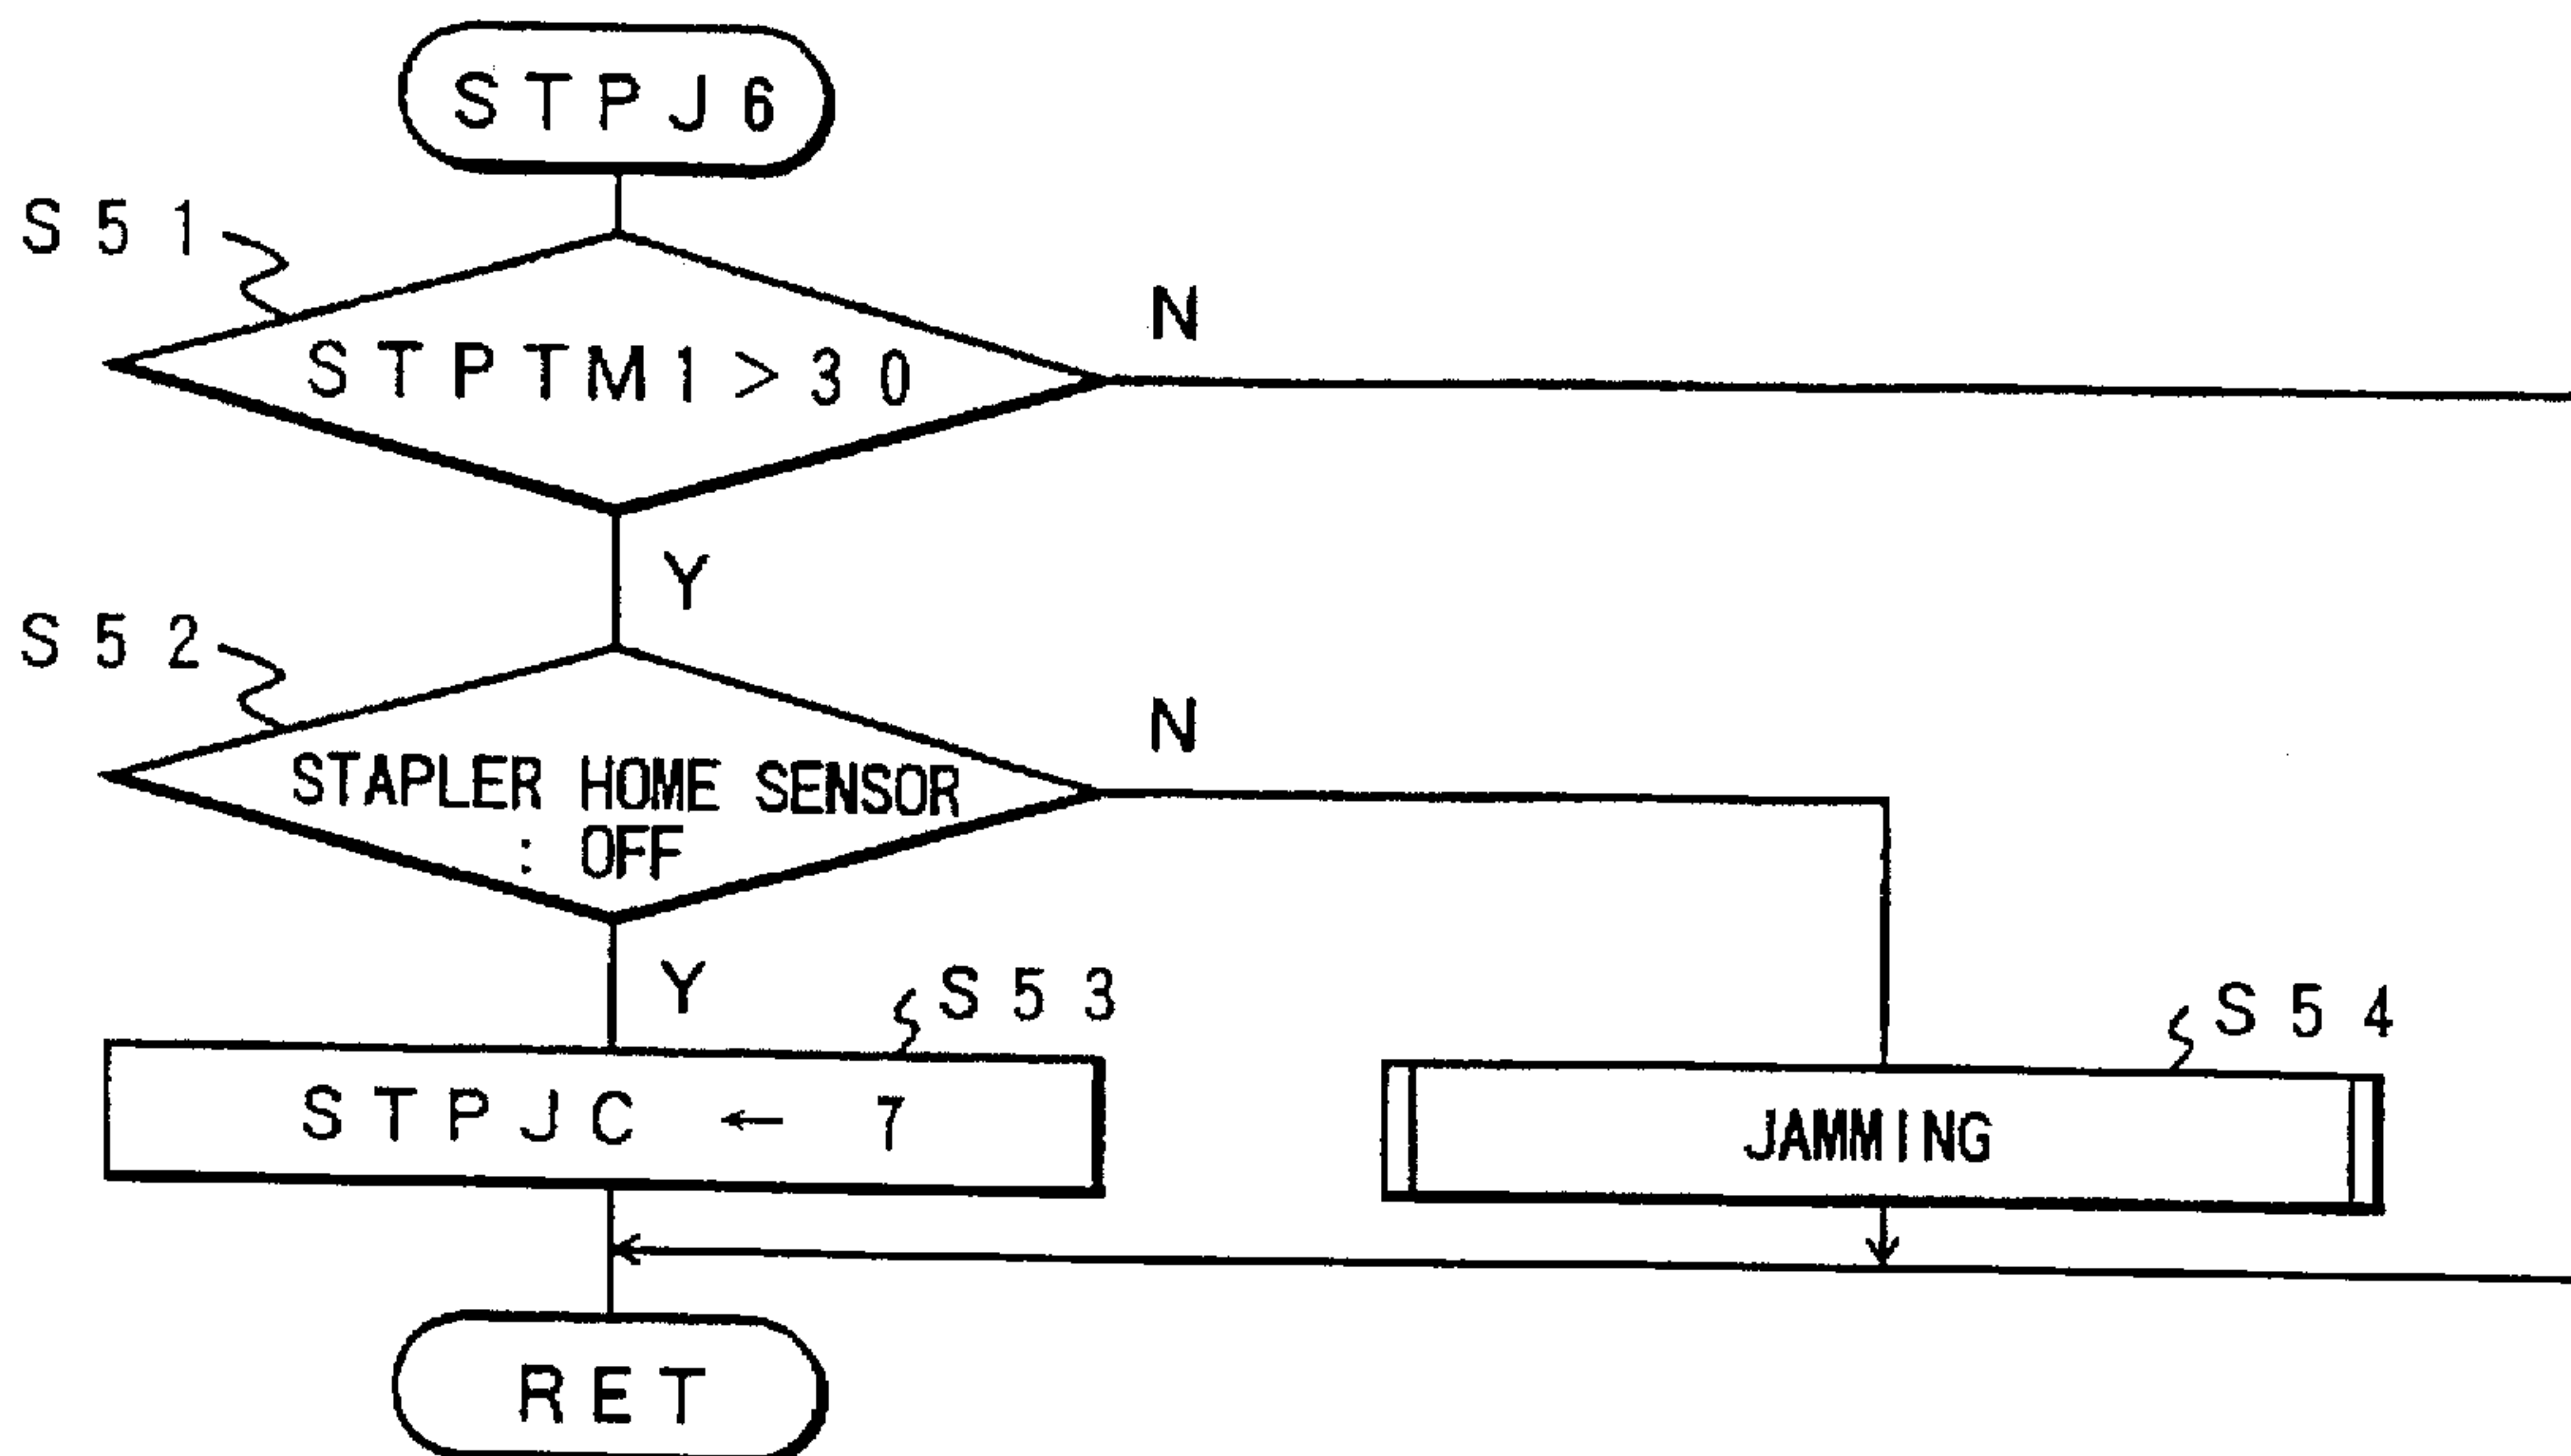 STPJ6
S51
STPTM1>30
N
Y
S52
STAPLER HOME SENSOR
: OFF
N
Y
S53
STPJC ← 7
S54
JAMMING
RET